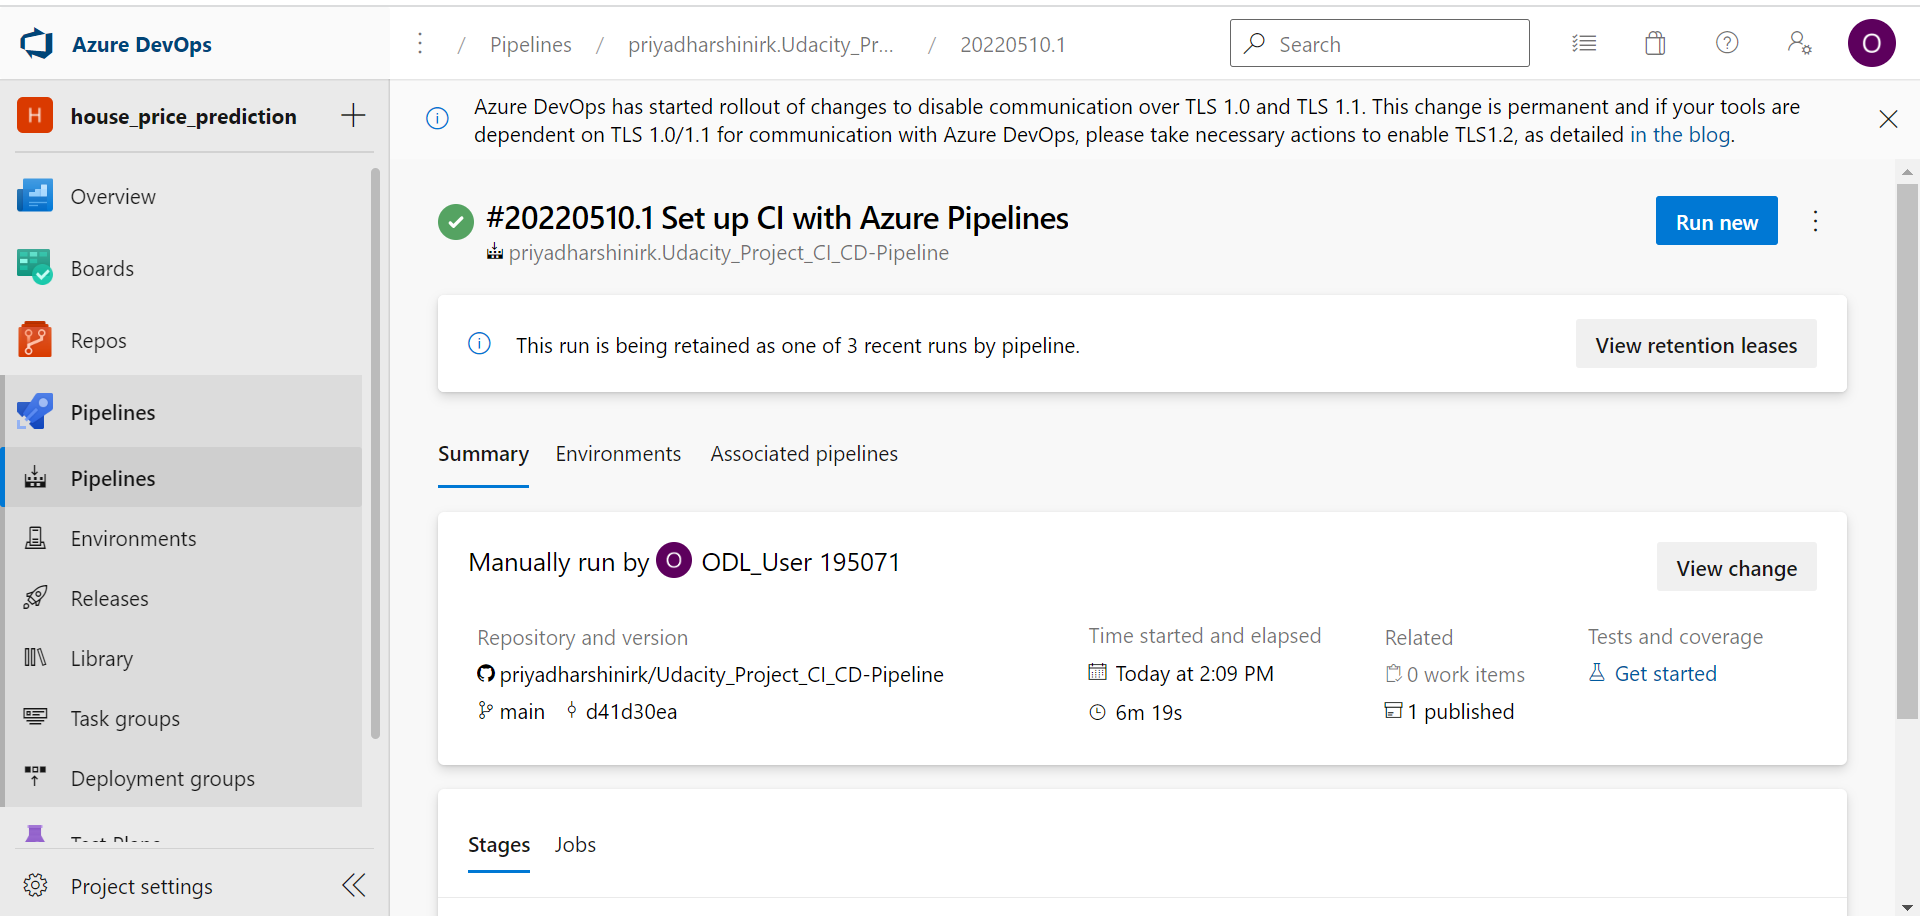 Azure DevOps
/ Pipelines / priyadharshinirk.Udacity_Pr... / 20220510.1
Search
O
H house_price_prediction
Azure DevOps has started rollout of changes to disable communication over TLS 1.0 and TLS 1.1. This change is permanent and if your tools are
dependent on TLS 1.0/1.1 for communication with Azure DevOps, please take necessary actions to enable TLS1.2, as detailed in the blog.
Overview
Boards
Repos
Pipelines
Pipelines
Environments
Releases
Library
Task groups
Deployment groups
Test Plans
Project settings
#20220510.1 Set up CI with Azure Pipelines
priyadharshinirk.Udacity_Project_CI_CD-Pipeline
Run new
This run is being retained as one of 3 recent runs by pipeline.
View retention leases
Summary Environments Associated pipelines
Manually run by O ODL_User 195071
View change
Repository and version
priyadharshinirk/Udacity_Project_CI_CD-Pipeline
main d41d30ea
Time started and elapsed
Today at 2:09 PM
6m 19s
Related
0 work items
1 published
Tests and coverage
Get started
Stages Jobs